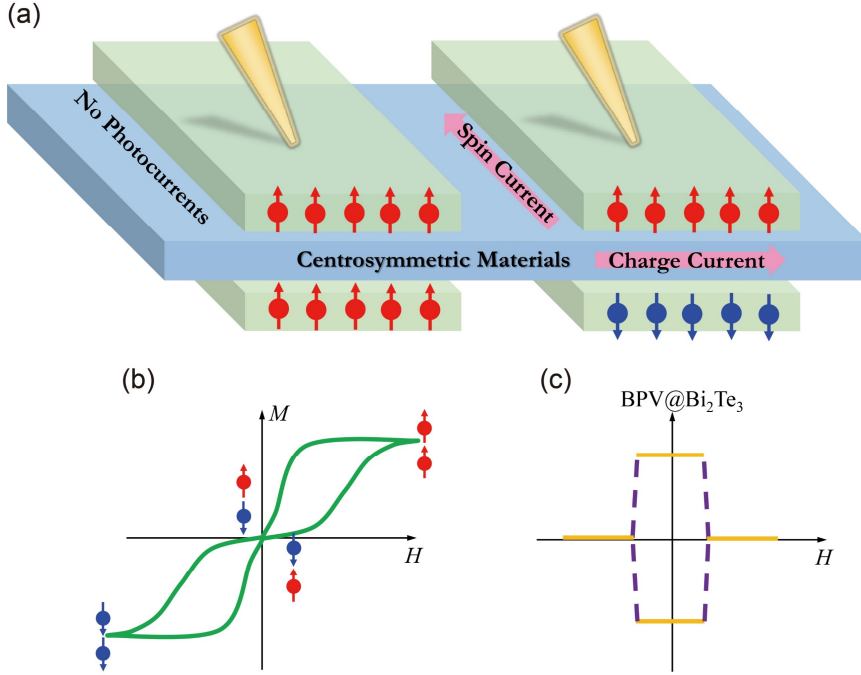 (a)
No Photocurrents
Spin Current
Centrosymmetric Materials
Charge Current
(b)
M
H
(c)
BPV@Bi₂Te₃
H